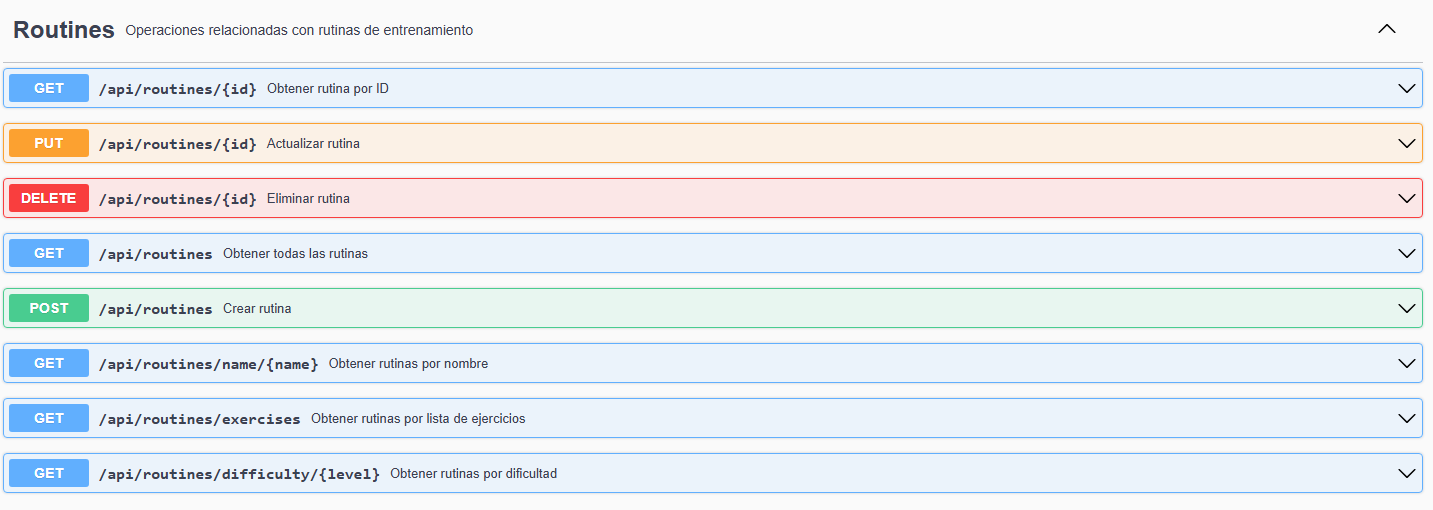 Routines Operaciones relacionadas con rutinas de entrenamiento
GET /api/routines/{id} Obtener rutina por ID
PUT /api/routines/{id} Actualizar rutina
DELETE /api/routines/{id} Eliminar rutina
GET /api/routines Obtener todas las rutinas
POST /api/routines Crear rutina
GET /api/routines/name/{name} Obtener rutinas por nombre
GET /api/routines/exercises Obtener rutinas por lista de ejercicios
GET /api/routines/difficulty/{level} Obtener rutinas por dificultad